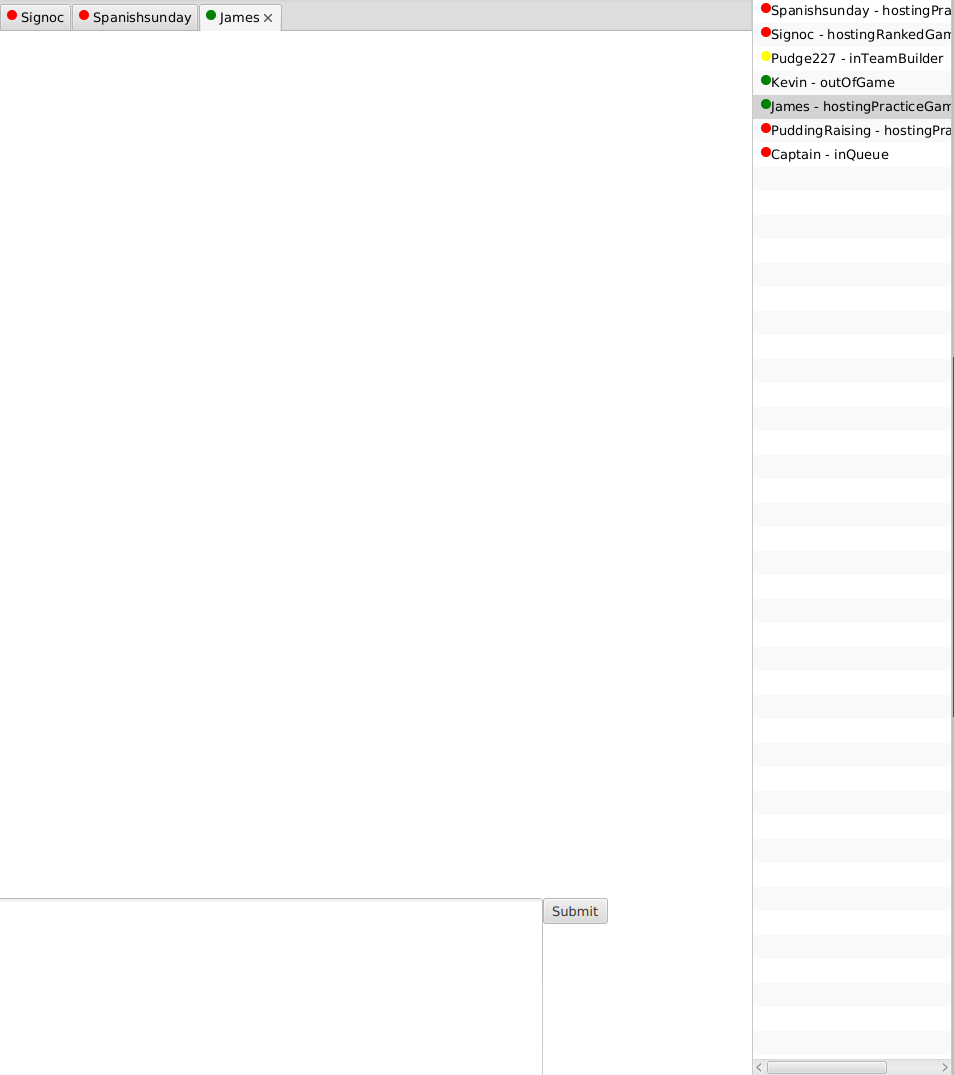 Signoc
Spanishsunday
James
Spanishsunday - hostingPra
Signoc - hostingRankedGam
Pudge227 - inTeamBuilder
Kevin - outOfGame
James - hostingPracticeGam
PuddingRaising - hostingPra
Captain - inQueue
Submit